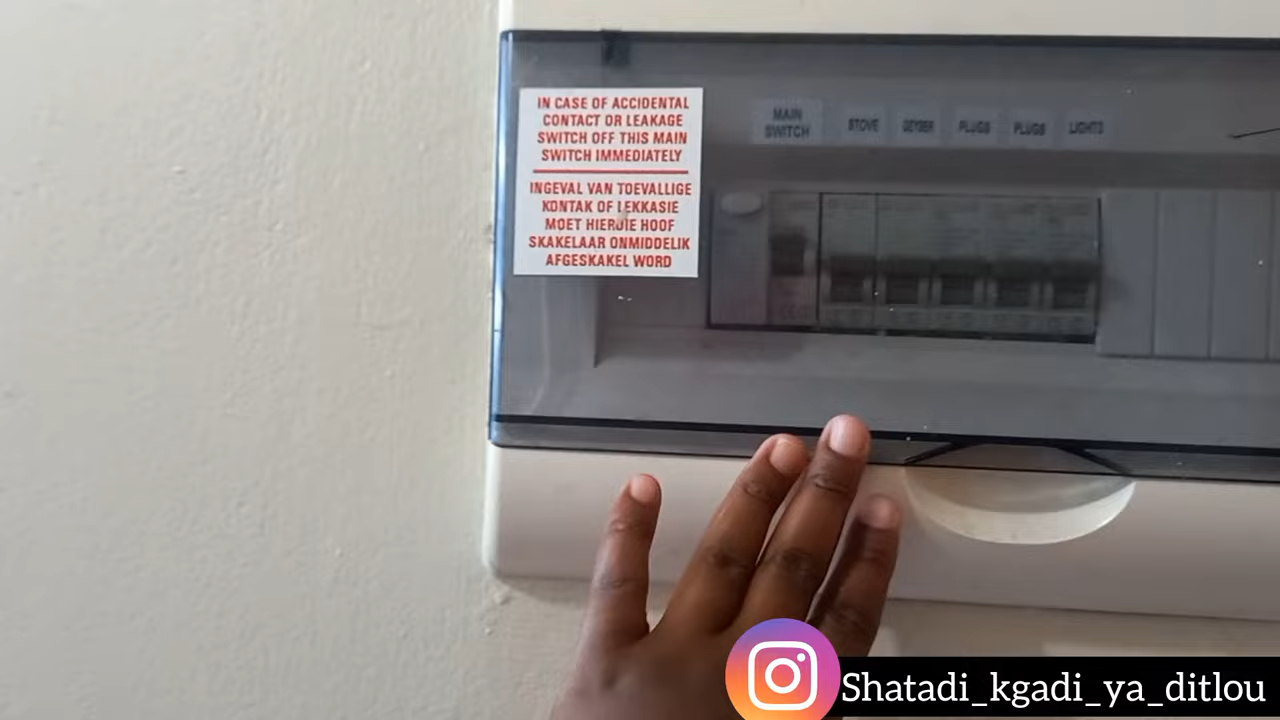 IN CASE OF ACCIDENTAL
CONTACT OR LEAKAGE
SWITCH OFF THIS MAIN
SWITCH IMMEDIATELY
INGEVAL VAN TOEVALLIGE
KONTAK OF LEKKASIE
MOET HIERDIE HOOF
SKAKELAAR ONMIDDELIK
AFGESKAKEL WORD
MAIN
SWITCH
STOVE
GEYSER
PLUGS
PLUGS
LIGHTS
Shatadi_kgadi_ya_ditlou